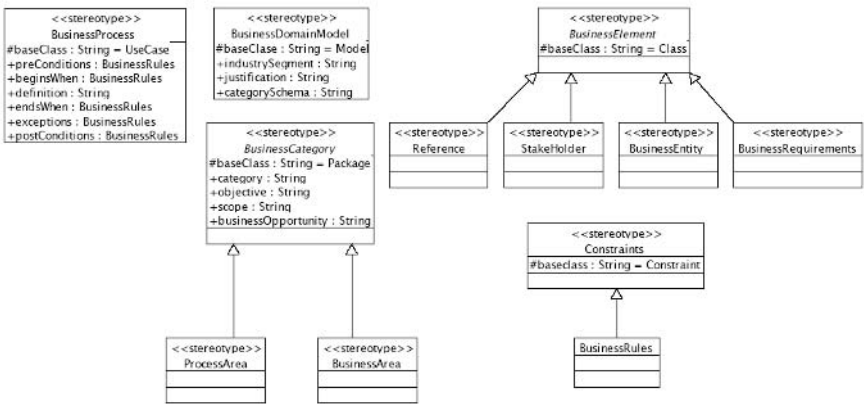 <<stereotype>>
BusinessProcess
#baseClass : String = UseCase
+preConditions : BusinessRules
+beginsWhen : BusinessRules
+definition : String
+endsWhen : BusinessRules
+exceptions : BusinessRules
+postConditions : BusinessRules
<<stereotype>>
BusinessDomainModel
#baseClase : String = Model
+industrySegment : String
+justification : String
+categorySchema : String
<<stereotype>>
BusinessElement
#baseClass : String = Class
<<stereotype>>
BusinessCategory
#baseClass : String = Package
+category : String
+objective : String
+scope : String
+businessOpportunity : String
<<stereotype>>
Reference
<<stereotype>>
StakeHolder
<<stereotype>>
BusinessEntity
<<stereotype>>
BusinessRequirements
<<stereotype>>
Constraints
#baseclass : String = Constraint
<<stereotype>>
ProcessArea
<<stereotype>>
BusinessArea
BusinessRules